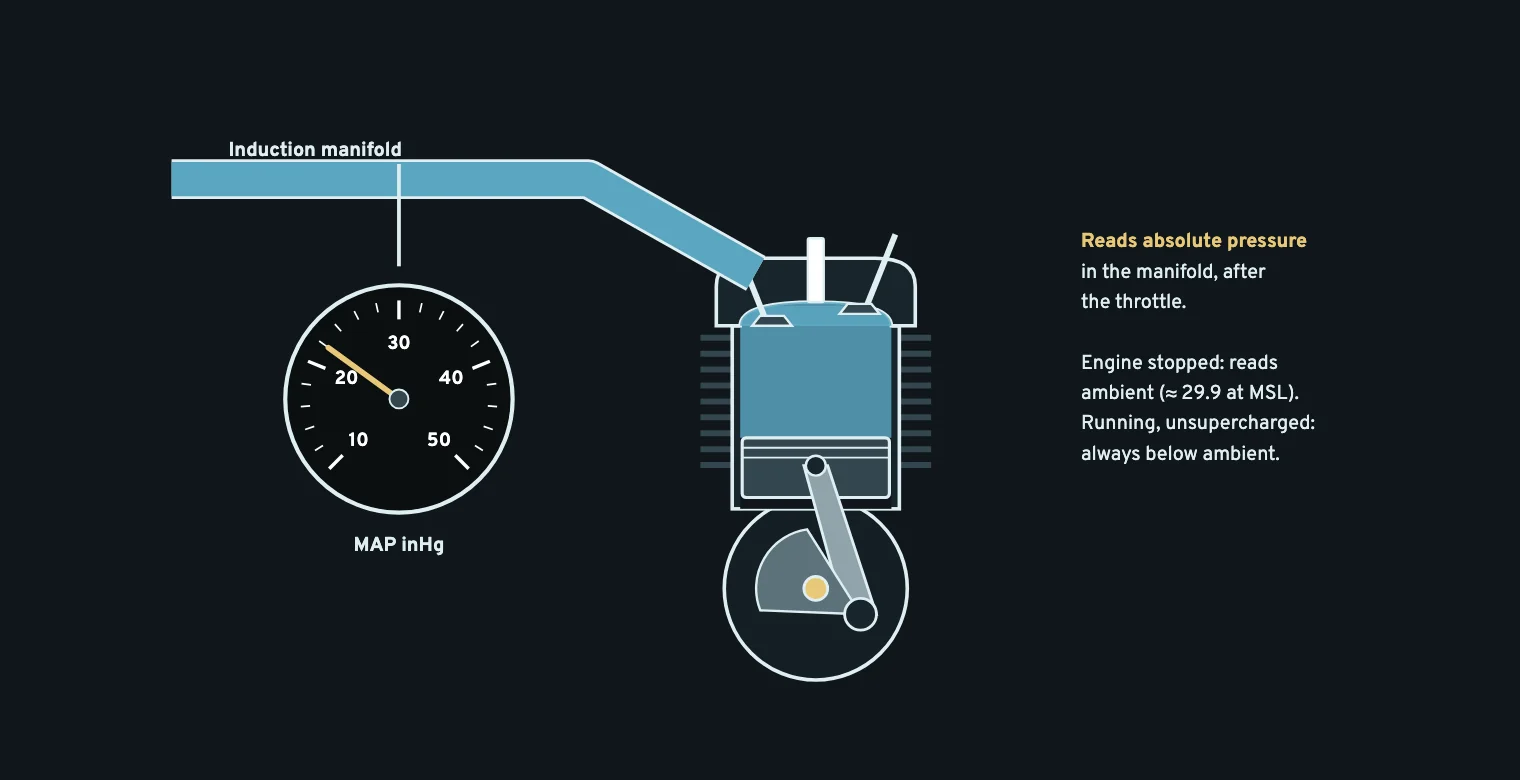 Induction manifold
30
20
40
10
50
MAP inHg
Reads absolute pressure
in the manifold, after
the throttle.
Engine stopped: reads
ambient (≈ 29.9 at MSL).
Running, unsupercharged:
always below ambient.